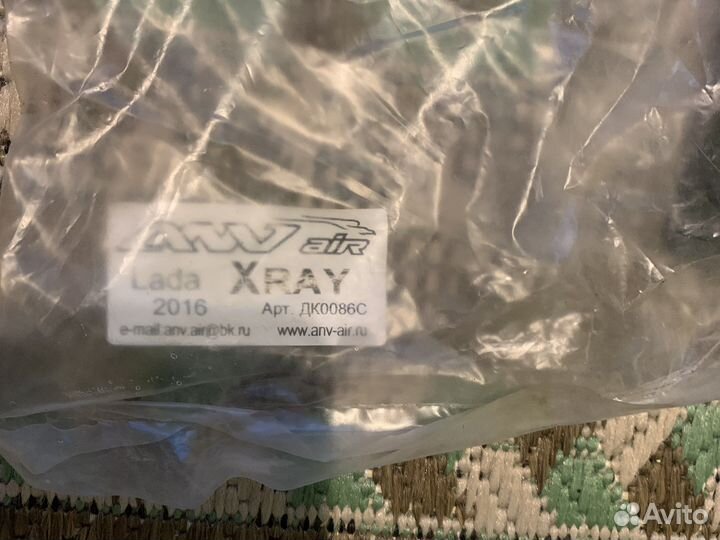 ANV air
Lada XRAY
2016 Арт. ДК0086С
e-mail:anv.air@bk.ru www.anv-air.ru
Avito